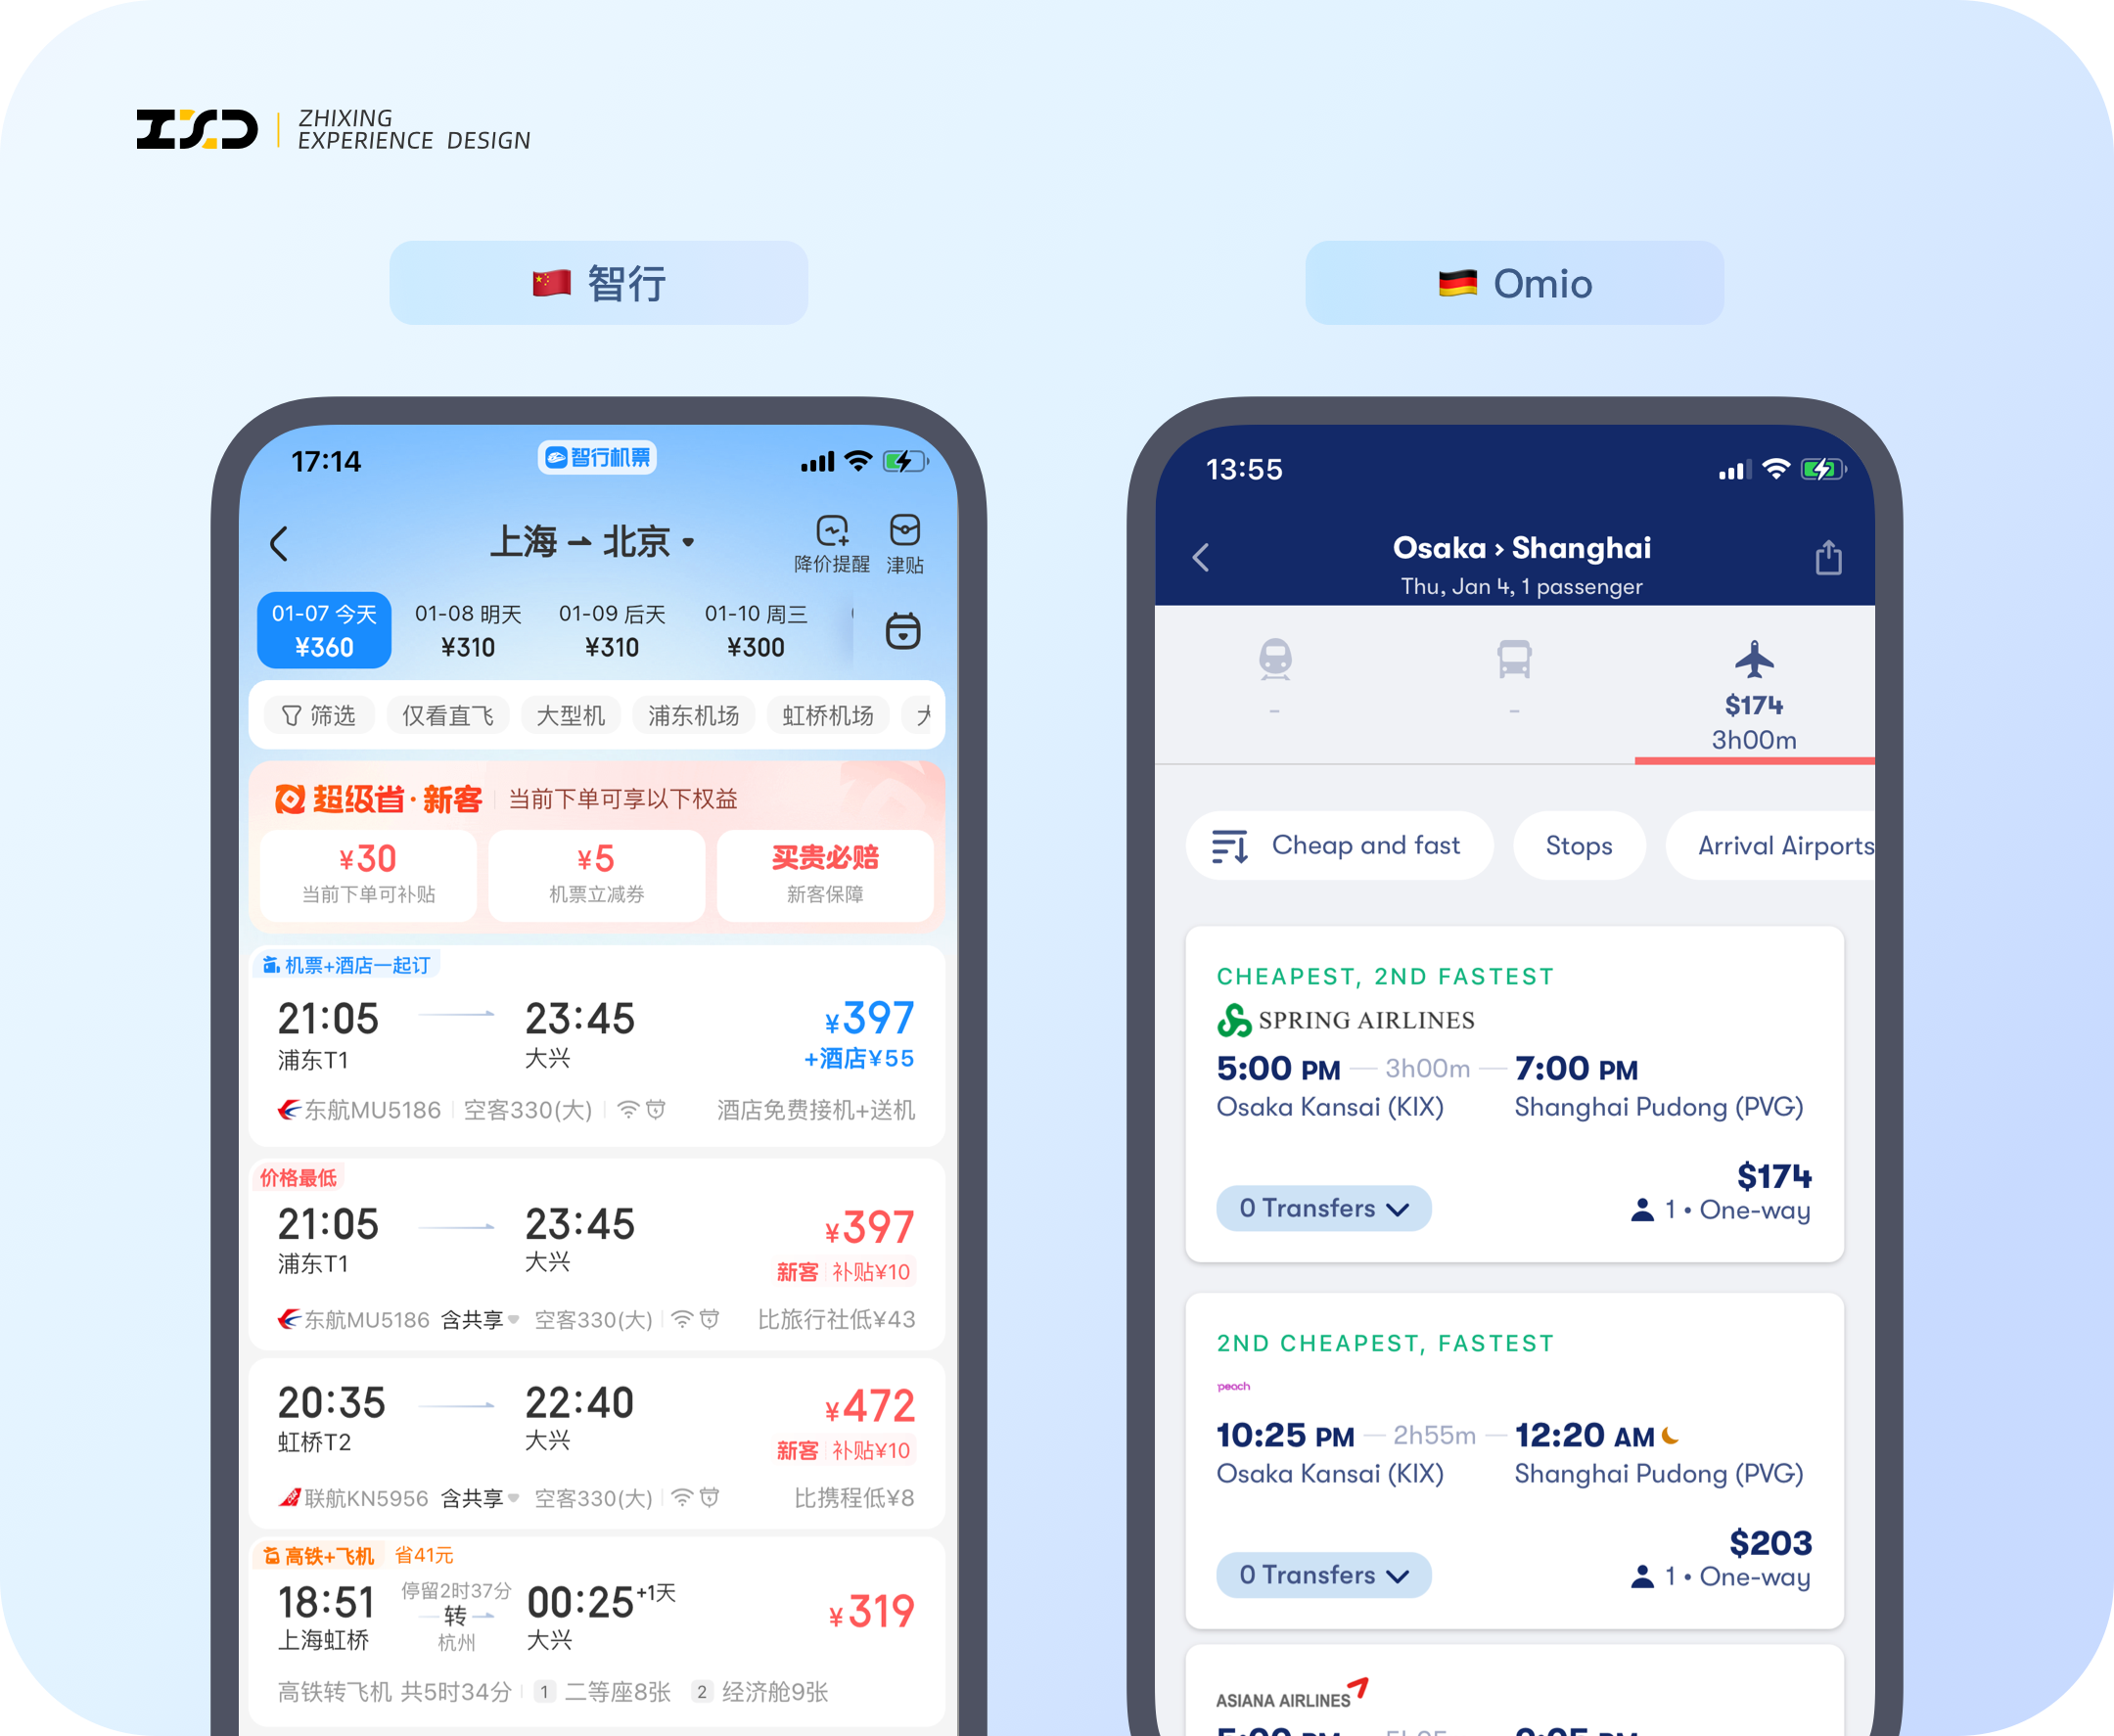 ZHIXING
EXPERIENCE DESIGN
智行
17:14
智行机票
上海 北京
降价提醒 津贴
01-07 今天 01-08 明天 01-09 后天 01-10 周三
¥360 ¥310 ¥310 ¥300
筛选 仅看直飞 大型机 浦东机场 虹桥机场
超级省·新客 当前下单可享以下权益
¥30 ¥5 买贵必赔
当前下单可补贴 机票立减券 新客保障
机票+酒店一起订
21:05 23:45 ¥397
浦东T1 大兴 +酒店¥55
东航MU5186 空客330(大) 酒店免费接机+送机
价格最低
21:05 23:45 ¥397
浦东T1 大兴 新客 补贴¥10
东航MU5186 含共享 空客330(大) 比旅行社低¥43
20:35 22:40 ¥472
虹桥T2 大兴 新客 补贴¥10
联航KN5956 含共享 空客330(大) 比携程低¥8
高铁+飞机 省41元
18:51 停留2时37分 转 杭州 00:25+1天 ¥319
上海虹桥 大兴
高铁转飞机 共5时34分 1 二等座8张 2 经济舱9张
Omio
13:55
Osaka › Shanghai
Thu, Jan 4, 1 passenger
- - $174
3h00m
Cheap and fast Stops Arrival Airports
CHEAPEST, 2ND FASTEST
SPRING AIRLINES
5:00 PM 3h00m 7:00 PM
Osaka Kansai (KIX) Shanghai Pudong (PVG)
$174
0 Transfers 1 • One-way
2ND CHEAPEST, FASTEST
peach
10:25 PM 2h55m 12:20 AM
Osaka Kansai (KIX) Shanghai Pudong (PVG)
$203
0 Transfers 1 • One-way
ASIANA AIRLINES